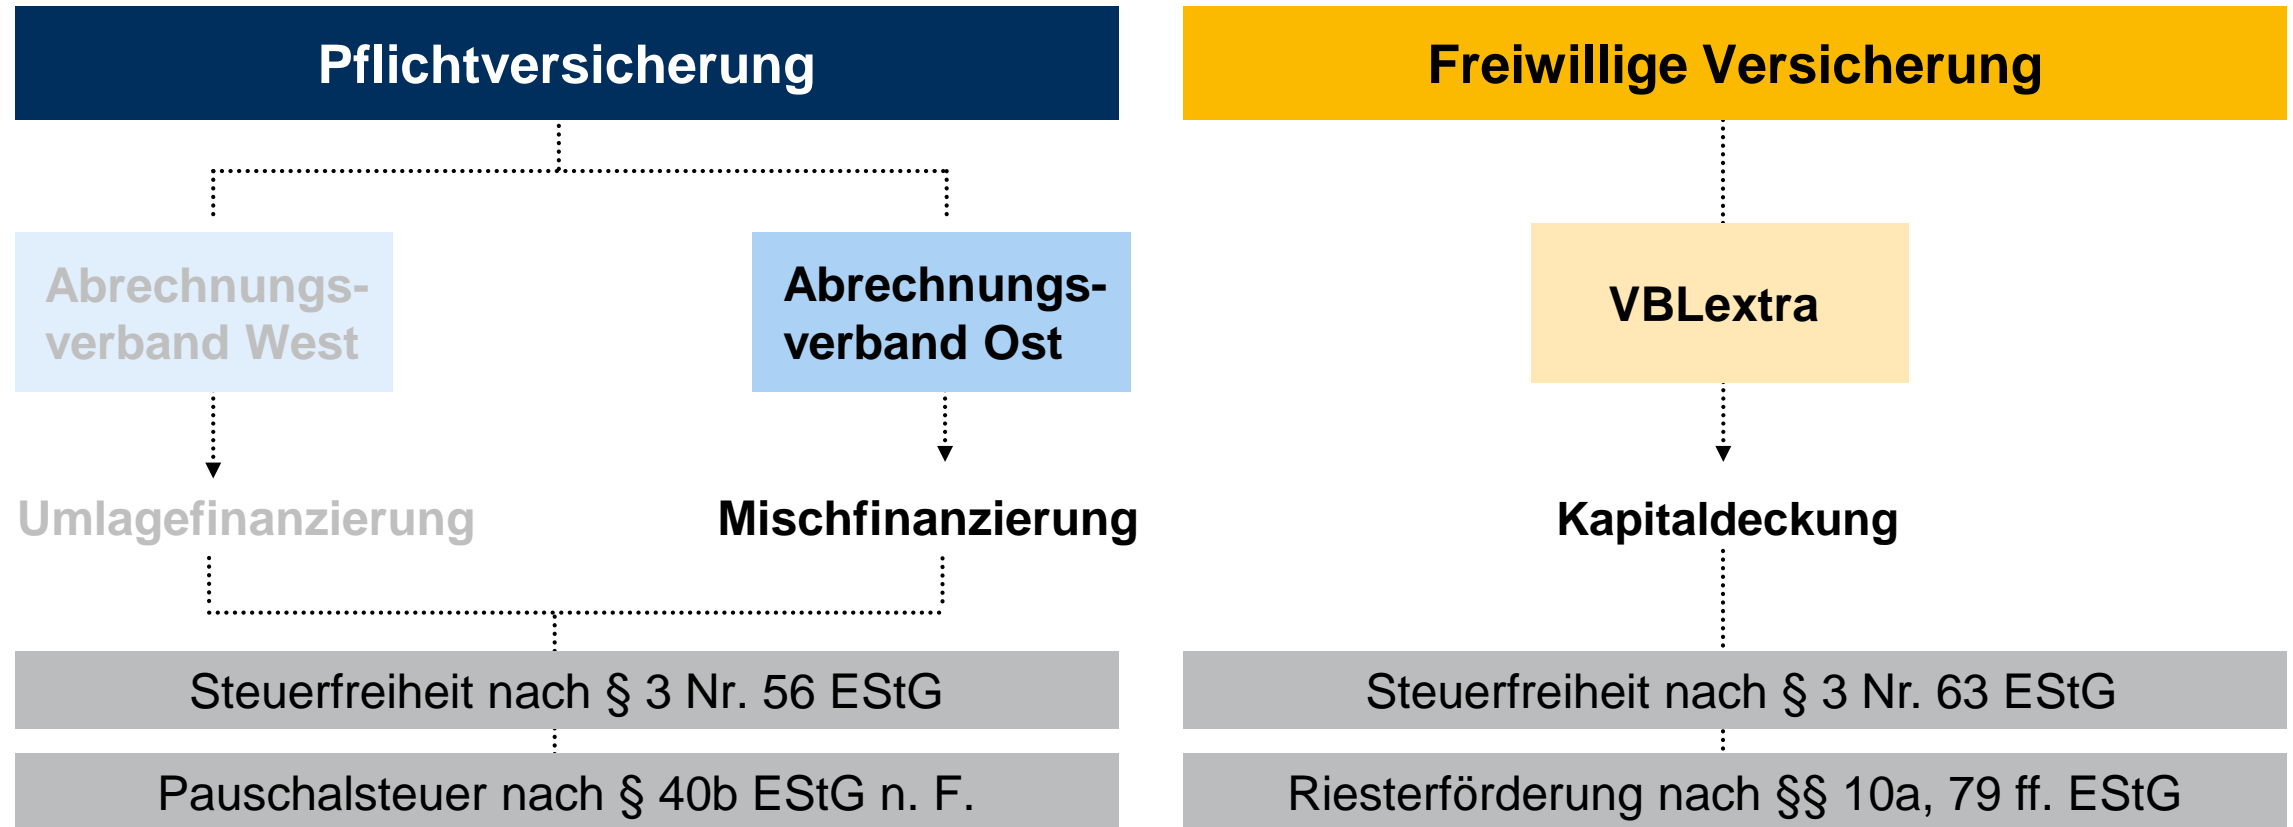 Pflichtversicherung
Freiwillige Versicherung
Abrechnungs-
verband West
Abrechnungs-
verband Ost
VBLextra
Umlagefinanzierung
Mischfinanzierung
Kapitaldeckung
Steuerfreiheit nach § 3 Nr. 56 EStG
Steuerfreiheit nach § 3 Nr. 63 EStG
Pauschalsteuer nach § 40b EStG n. F.
Riesterförderung nach §§ 10a, 79 ff. EStG